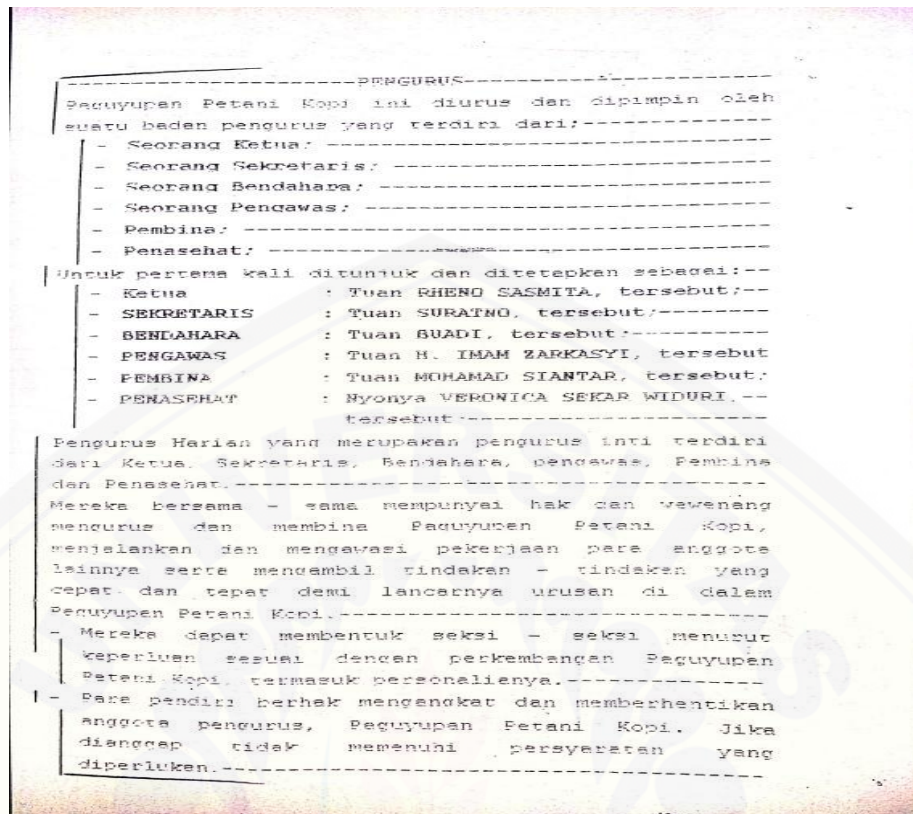 ----------------------PENGURUS-----------------------
Paguyupan Petani Kopi ini diurus dan dipimpin oleh
suatu badan pengurus yang terdiri dari;--------------
- Seorang Ketua; ------------------------------------
- Seorang Sekretaris; -------------------------------
- Seorang Bendahara; --------------------------------
- Seorang Pengawas; ---------------------------------
- Pembina; ------------------------------------------
- Penasehat; ----------------------------------------
Untuk pertama kali ditunjuk dan ditetapkan sebagai:--
- Ketua : Tuan RHENO SASMITA, tersebut;--
- SEKRETARIS : Tuan SURATNO, tersebut;--------
- BENDAHARA : Tuan BUADI, tersebut;----------
- PENGAWAS : Tuan H. IMAM ZARKASYI, tersebut
- PEMBINA : Tuan MOHAMAD SIANTAR, tersebut;
- PENASEHAT : Nyonya VERONICA SEKAR WIDURI,--
tersebut;------------------------
Pengurus Harian yang merupakan pengurus inti terdiri
dari Ketua, Sekretaris, Bendahara, pengawas, Pembina
dan Penasehat.---------------------------------------
Mereka bersama - sama mempunyai hak dan wewenang
mengurus dan membina Paguyupan Petani Kopi,
menjalankan dan mengawasi pekerjaan para anggota
lainnya serta mengambil tindakan - tindakan yang
cepat dan tepat demi lancarnya urusan di dalam
Paguyupan Petani Kopi.-------------------------------
- Mereka dapat membentuk seksi - seksi menurut
keperluan sesuai dengan perkembangan Paguyupan
Petani Kopi, termasuk personalienya.--------------
- Para pendiri berhak mengangkat dan memberhentikan
anggota pengurus, Paguyupan Petani Kopi. Jika
dianggap tidak memenuhi persyaratan yang
diperlukan.---------------------------------------